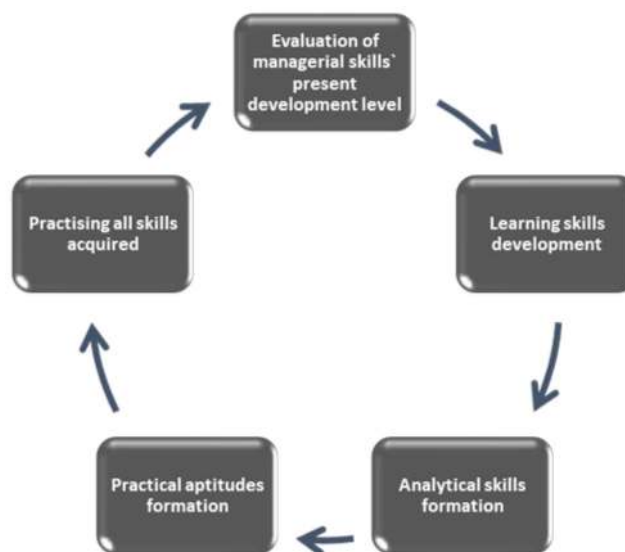 Evaluation of
managerial skills`
present
development level
Learning skills
development
Analytical skills
formation
Practical aptitudes
formation
Practising all skills
acquired